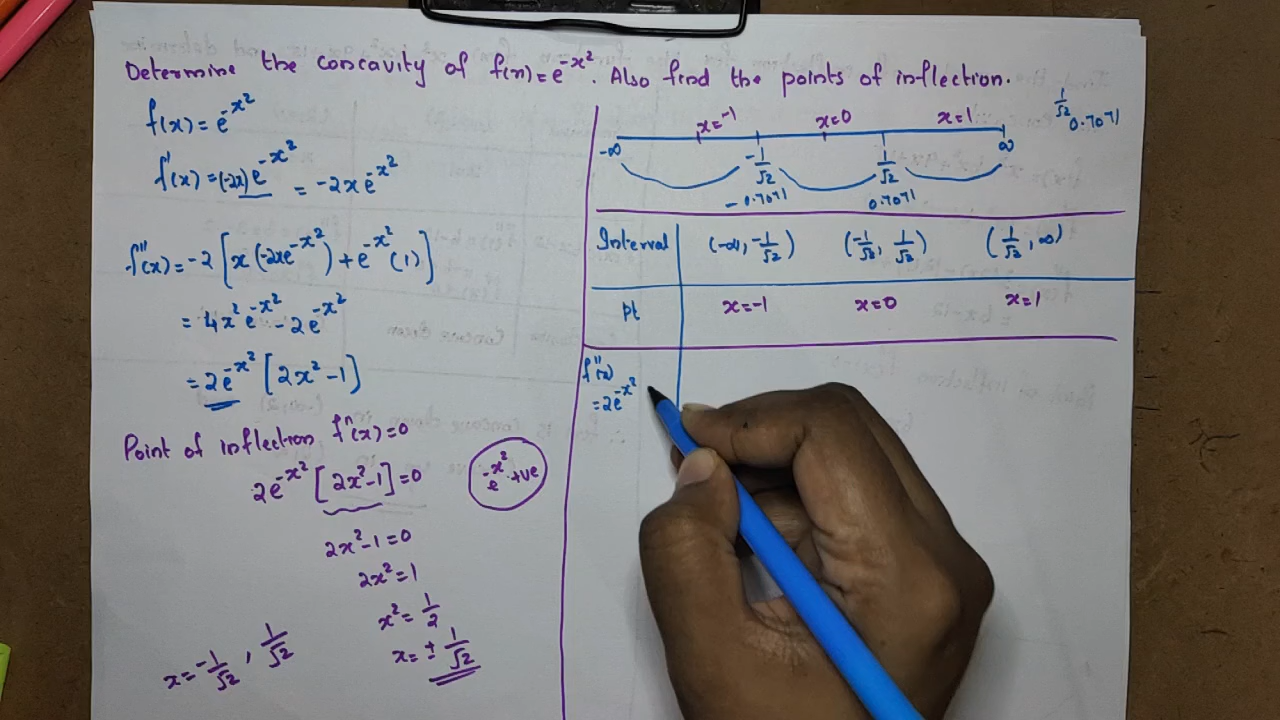 Determine the concavity of f(x) = e^{-x²}. Also find the points of inflection.
f(x) = e^{-x²}
f'(x) = (-2x)e^{-x²} = -2xe^{-x²}
f''(x) = -2[x(-2xe^{-x²}) + e^{-x²}(1)]
= 4x²e^{-x²} - 2e^{-x²}
= 2e^{-x²}[2x²-1]
Point of inflection f''(x)=0
2e^{-x²}[2x²-1]=0
e^{-x²} +ve
2x²-1=0
2x²=1
x²=1/2
x=±1/√2
x=-1/√2, 1/√2
x=-1 x=0 x=1
1/√2
0.7071
-∞ -1/√2 1/√2 ∞
-0.7071 0.7071
Interval (-∞, -1/√2) (-1/√2, 1/√2) (1/√2, ∞)
Pt x=-1 x=0 x=1
f''(x)
=2e^{-x²}